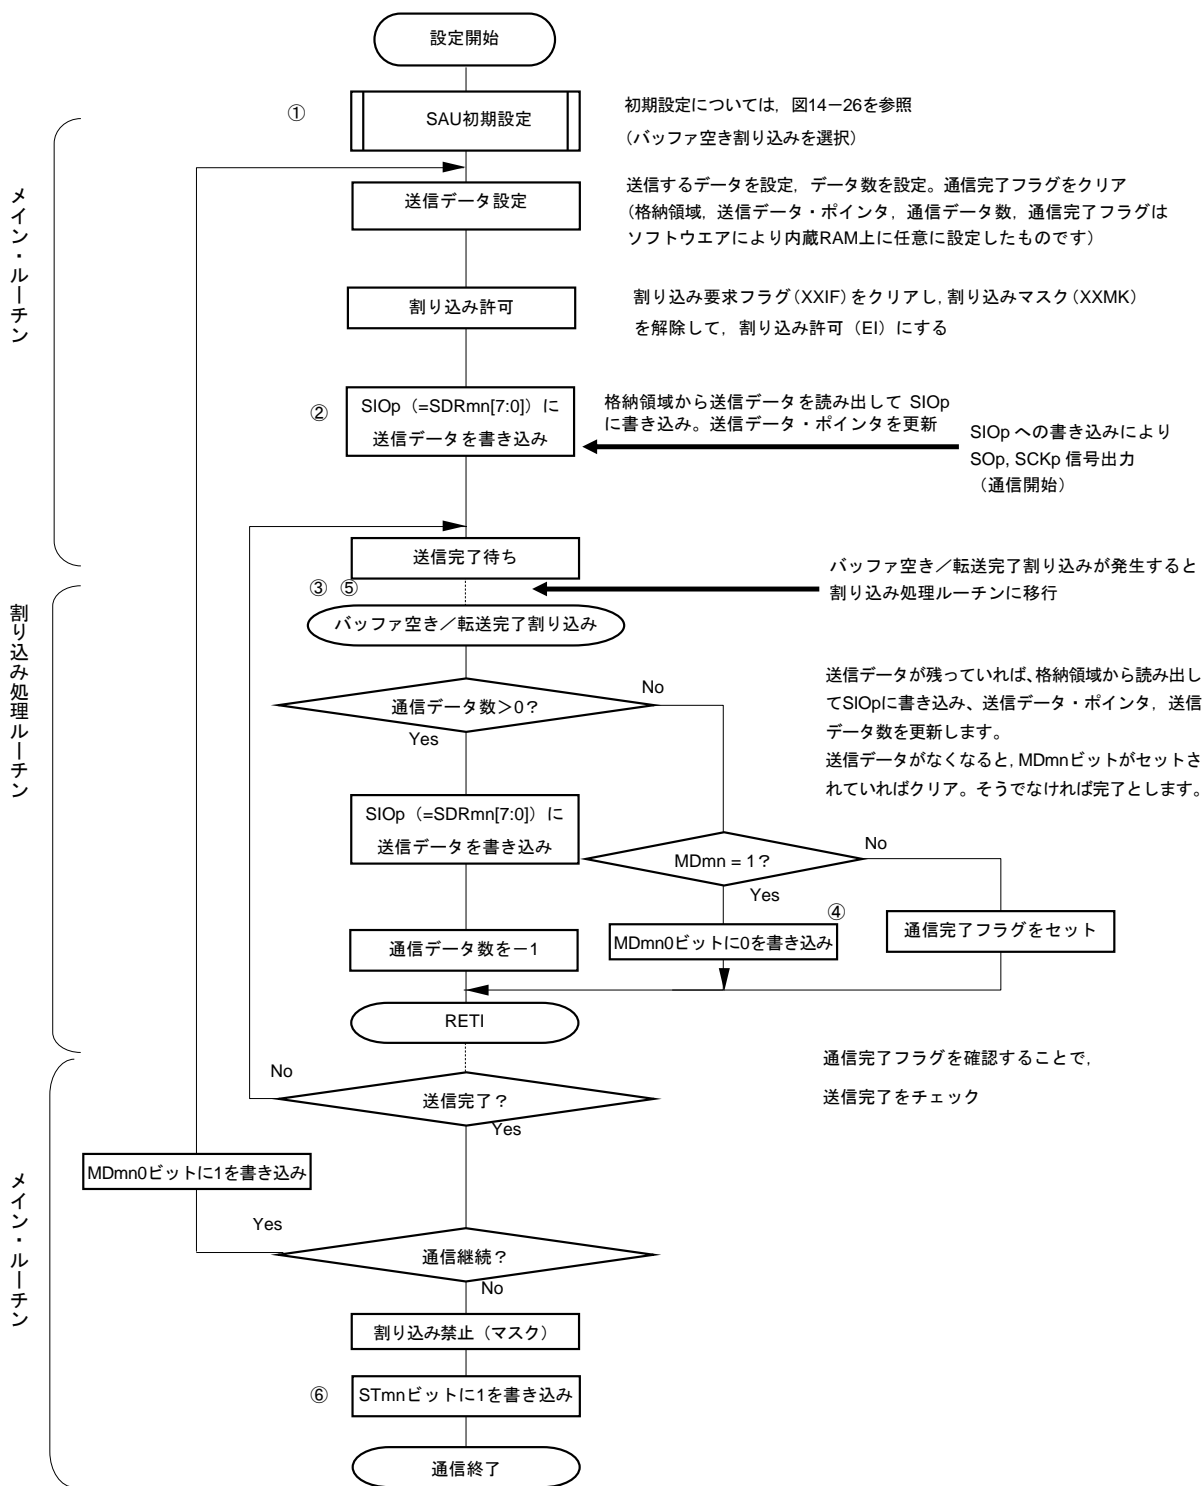 設定開始
①
SAU初期設定
初期設定については，図14－26を参照
（バッファ空き割り込みを選択）
メイン・ルーチン
送信データ設定
送信するデータを設定，データ数を設定。通信完了フラグをクリア
（格納領域，送信データ・ポインタ，通信データ数，通信完了フラグは
ソフトウエアにより内蔵RAM上に任意に設定したものです）
割り込み許可
割り込み要求フラグ（XXIF）をクリアし，割り込みマスク（XXMK）
を解除して，割り込み許可（EI）にする
②
SIOp（=SDRmn[7:0]）に
送信データを書き込み
格納領域から送信データを読み出して SIOp
に書き込み。送信データ・ポインタを更新
SIOp への書き込みにより
SOp, SCKp 信号出力
（通信開始）
送信完了待ち
③ ⑤
バッファ空き／転送完了割り込みが発生すると
割り込み処理ルーチンに移行
割り込み処理ルーチン
バッファ空き／転送完了割り込み
通信データ数＞0？
No
Yes
送信データが残っていれば、格納領域から読み出し
てSIOpに書き込み、送信データ・ポインタ，送信
データ数を更新します。
送信データがなくなると，MDmnビットがセットさ
れていればクリア。そうでなければ完了とします。
SIOp（=SDRmn[7:0]）に
送信データを書き込み
MDmn = 1？
No
Yes
④
通信データ数を－1
MDmn0ビットに0を書き込み
通信完了フラグをセット
RETI
通信完了フラグを確認することで，
送信完了をチェック
No
送信完了？
Yes
メイン・ルーチン
MDmn0ビットに1を書き込み
Yes
通信継続？
No
割り込み禁止（マスク）
⑥
STmnビットに1を書き込み
通信終了